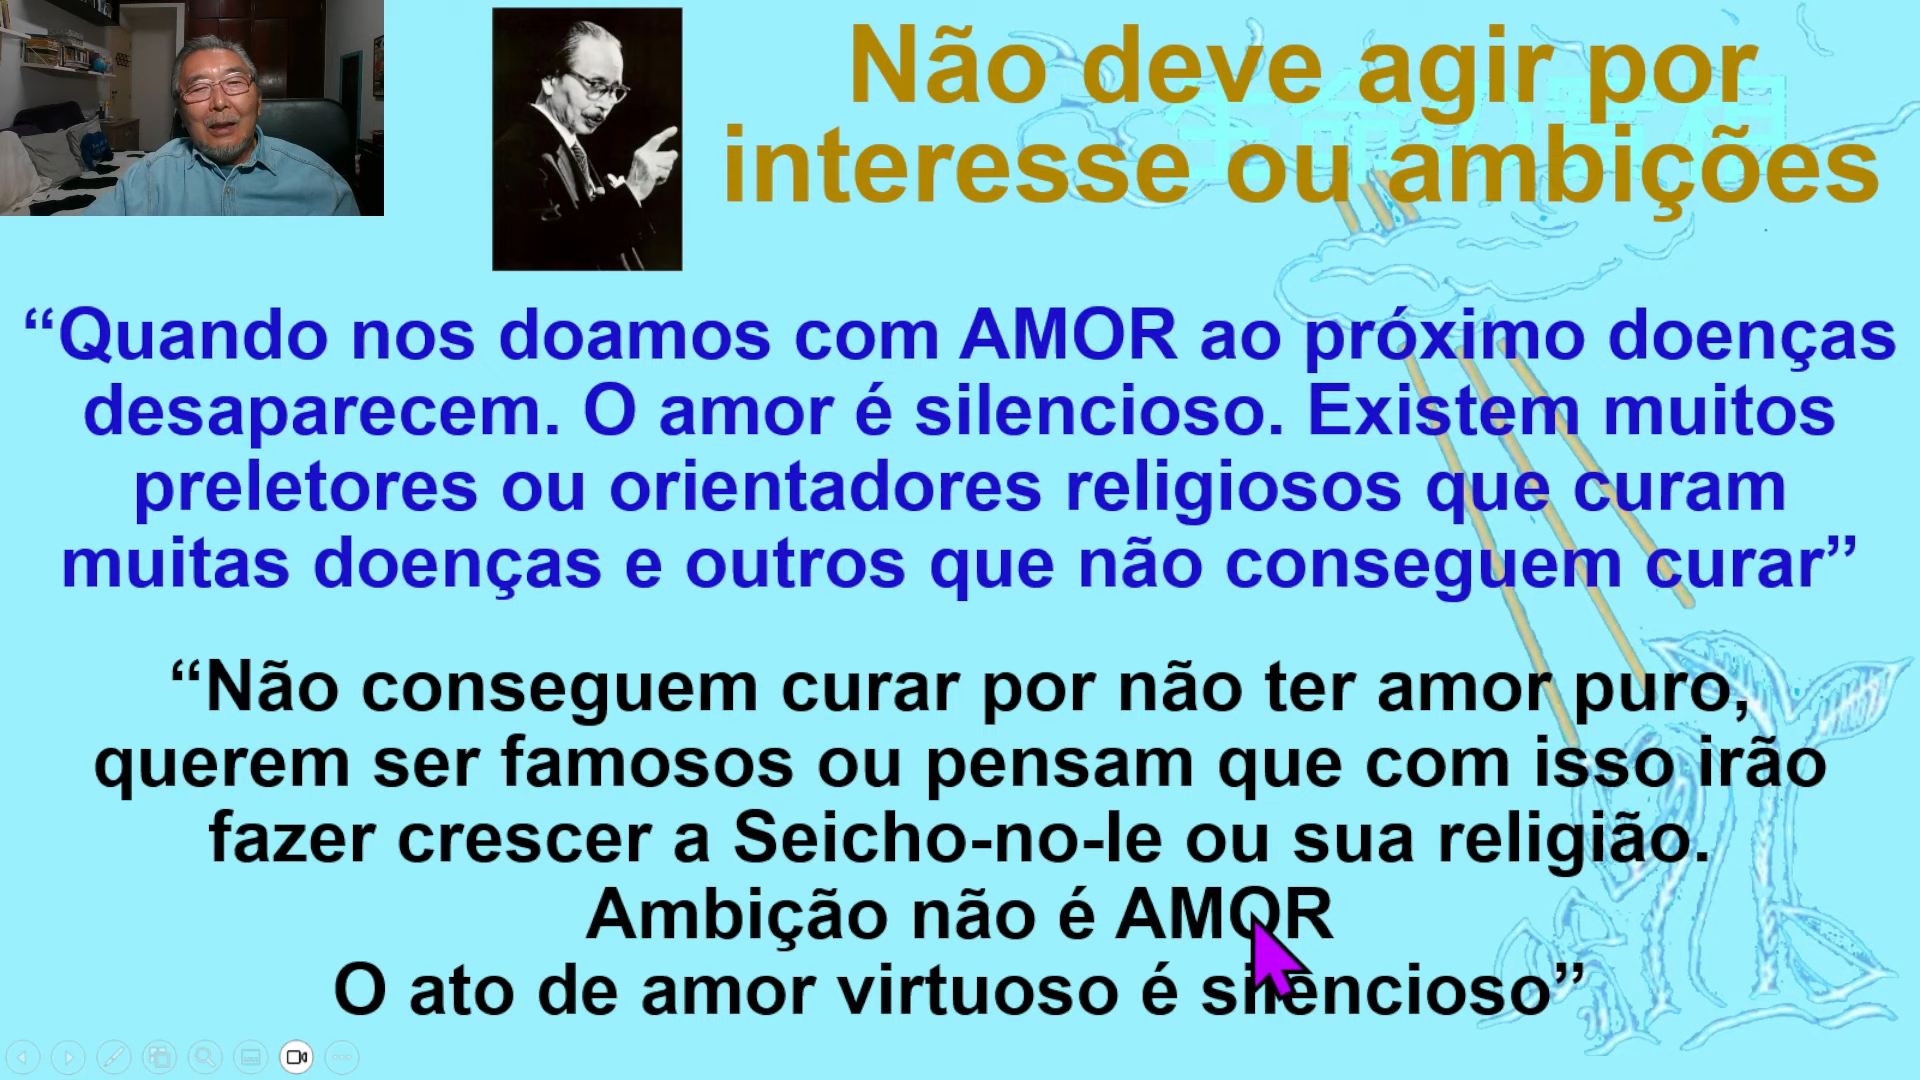 Não deve agir por
interesse ou ambições
“Quando nos doamos com AMOR ao próximo doenças
desaparecem. O amor é silencioso. Existem muitos
preletores ou orientadores religiosos que curam
muitas doenças e outros que não conseguem curar”
“Não conseguem curar por não ter amor puro,
querem ser famosos ou pensam que com isso irão
fazer crescer a Seicho-no-Ie ou sua religião.
Ambição não é AMOR
O ato de amor virtuoso é silencioso”